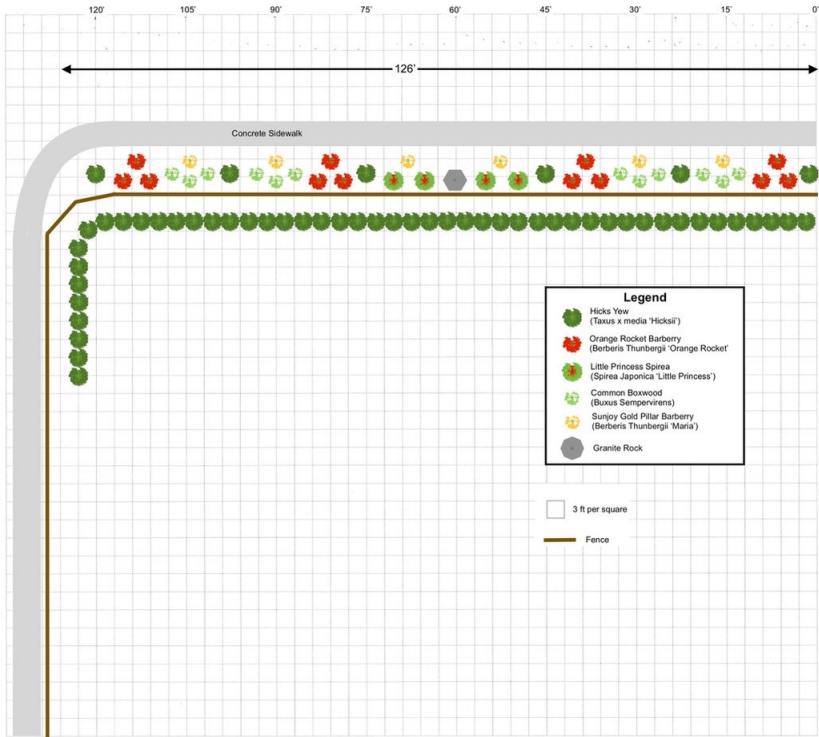 120' 105' 90' 75' 60' 45' 30' 15' 0'
126'
Concrete Sidewalk
Legend
Hicks Yew
(Taxus x media 'Hicksii')
Orange Rocket Barberry
(Berberis Thunbergii 'Orange Rocket'
Little Princess Spirea
(Spirea Japonica 'Little Princess')
Common Boxwood
(Buxus Sempervirens)
Sunjoy Gold Pillar Barberry
(Berberis Thunbergii 'Maria')
Granite Rock
3 ft per square
Fence